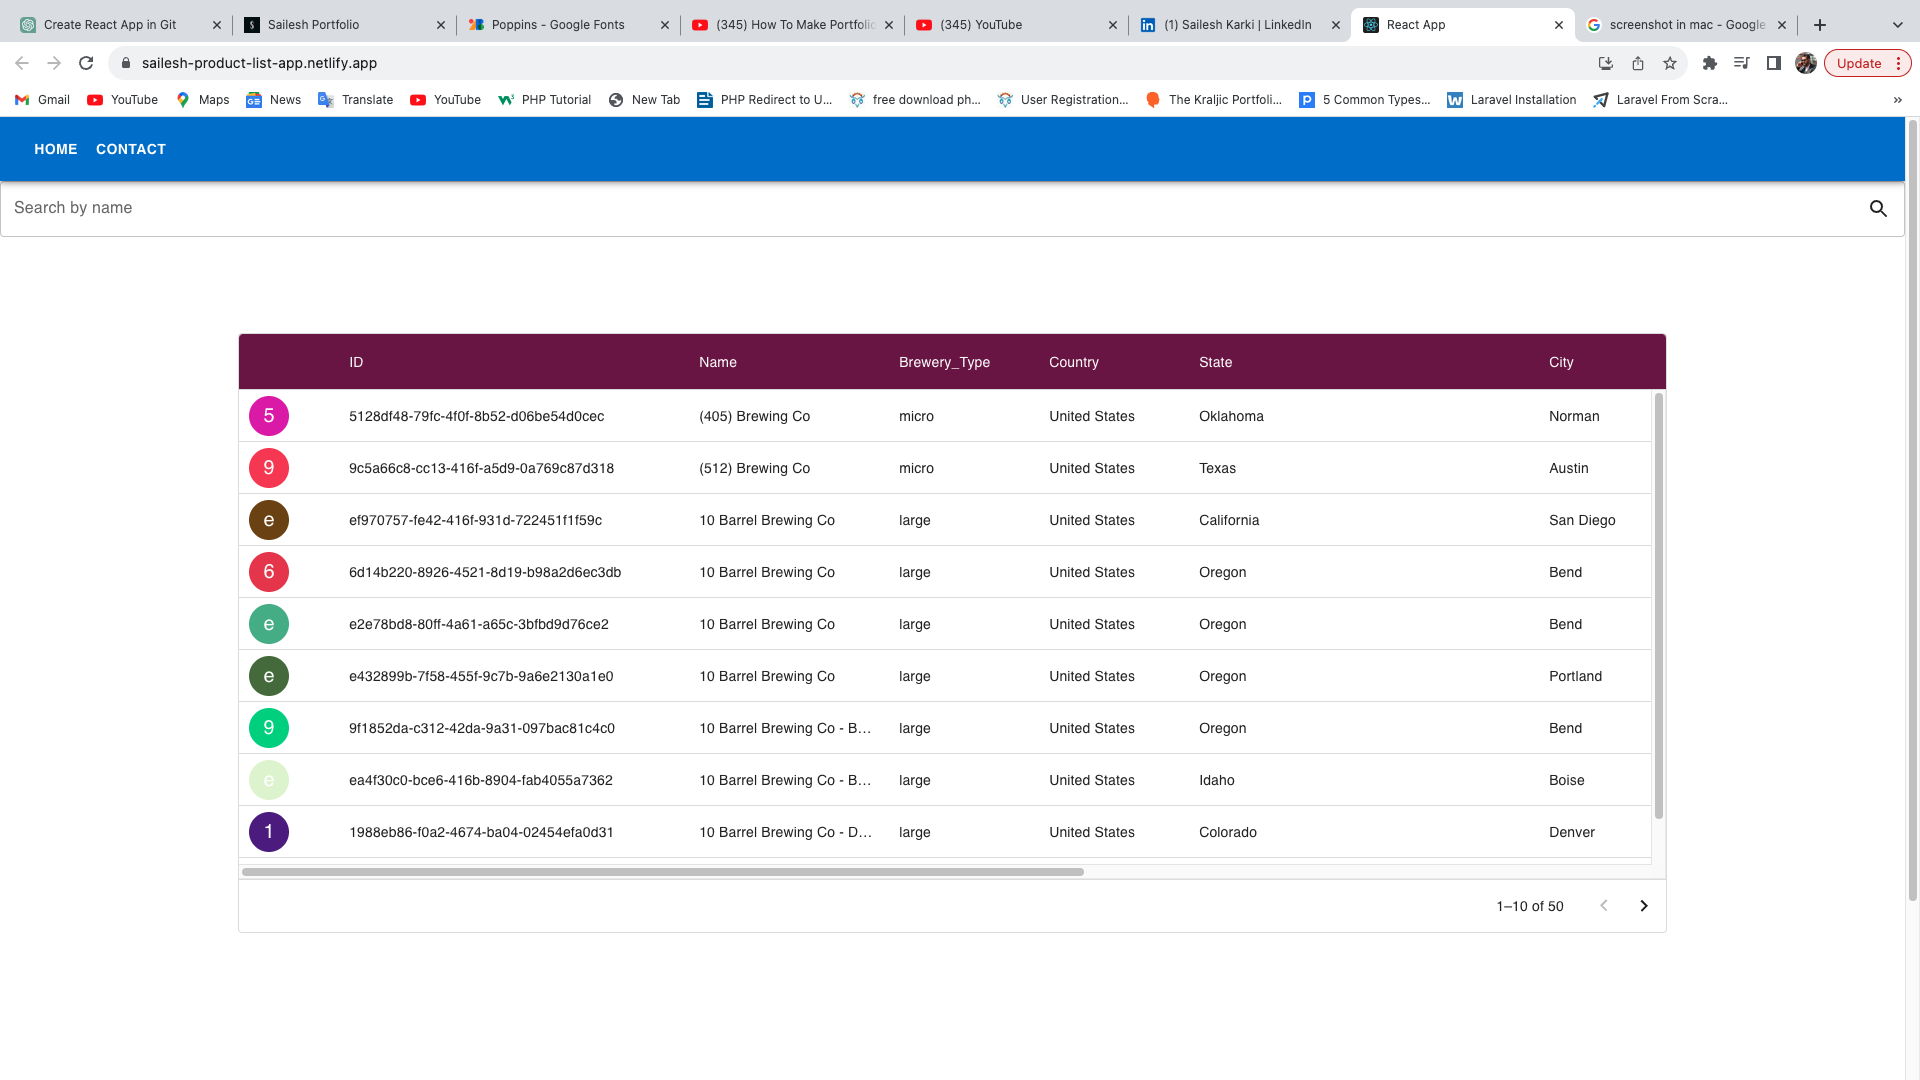 Create React App in Git
Sailesh Portfolio
Poppins - Google Fonts
(345) How To Make Portfolio
(345) YouTube
(1) Sailesh Karki | LinkedIn
React App
screenshot in mac - Google
sailesh-product-list-app.netlify.app
Update
Gmail YouTube Maps News Translate YouTube PHP Tutorial New Tab PHP Redirect to U... free download ph... User Registration... The Kraljic Portfoli... 5 Common Types... Laravel Installation Laravel From Scra... »
HOME CONTACT
Search by name
ID Name Brewery_Type Country State City
5 5128df48-79fc-4f0f-8b52-d06be54d0cec (405) Brewing Co micro United States Oklahoma Norman
9 9c5a66c8-cc13-416f-a5d9-0a769c87d318 (512) Brewing Co micro United States Texas Austin
e ef970757-fe42-416f-931d-722451f1f59c 10 Barrel Brewing Co large United States California San Diego
6 6d14b220-8926-4521-8d19-b98a2d6ec3db 10 Barrel Brewing Co large United States Oregon Bend
e e2e78bd8-80ff-4a61-a65c-3bfbd9d76ce2 10 Barrel Brewing Co large United States Oregon Bend
e e432899b-7f58-455f-9c7b-9a6e2130a1e0 10 Barrel Brewing Co large United States Oregon Portland
9 9f1852da-c312-42da-9a31-097bac81c4c0 10 Barrel Brewing Co - B... large United States Oregon Bend
e ea4f30c0-bce6-416b-8904-fab4055a7362 10 Barrel Brewing Co - B... large United States Idaho Boise
1 1988eb86-f0a2-4674-ba04-02454efa0d31 10 Barrel Brewing Co - D... large United States Colorado Denver
1–10 of 50